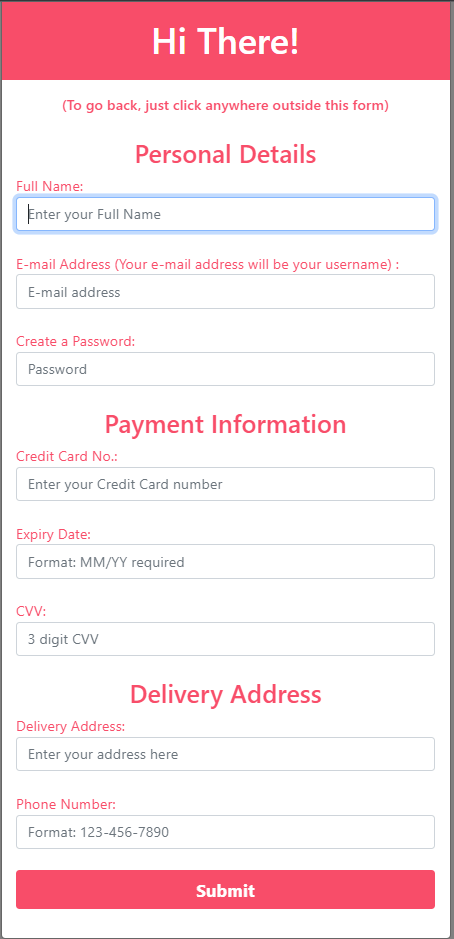 Hi There!
(To go back, just click anywhere outside this form)
Personal Details
Full Name:
Enter your Full Name
E-mail Address (Your e-mail address will be your username) :
E-mail address
Create a Password:
Password
Payment Information
Credit Card No.:
Enter your Credit Card number
Expiry Date:
Format: MM/YY required
CVV:
3 digit CVV
Delivery Address
Delivery Address:
Enter your address here
Phone Number:
Format: 123-456-7890
Submit